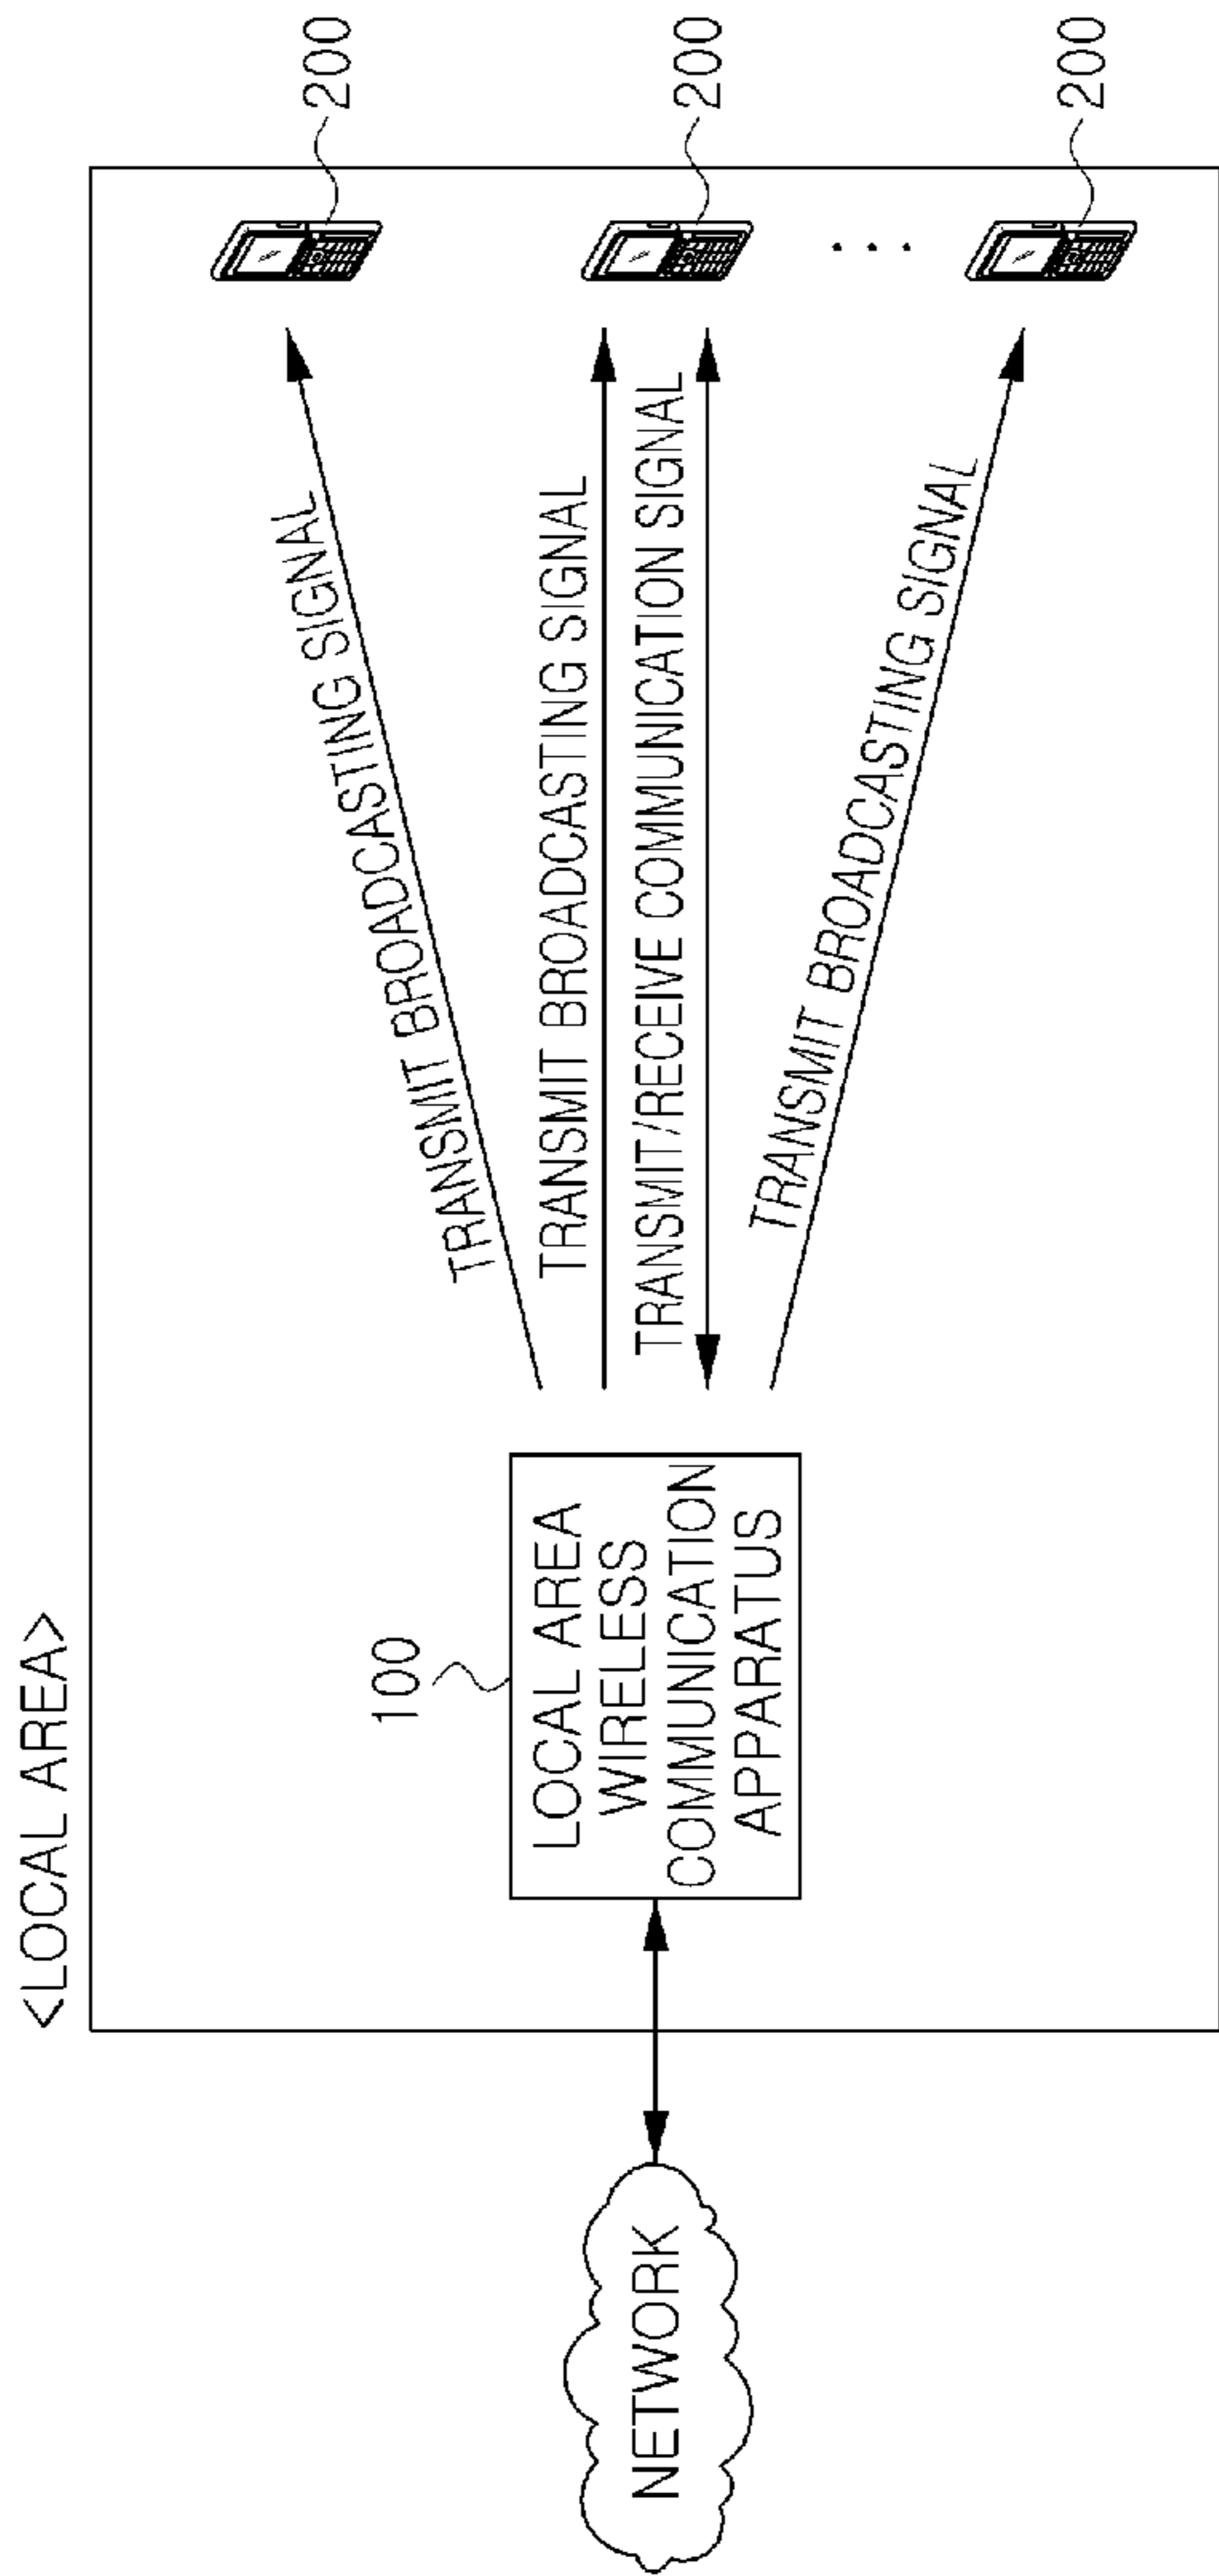 <LOCAL AREA>
200
TRANSMIT BROADCASTING SIGNAL
100
LOCAL AREA
WIRELESS
COMMUNICATION
APPARATUS
TRANSMIT BROADCASTING SIGNAL
TRANSMIT/RECEIVE COMMUNICATION SIGNAL
200
NETWORK
TRANSMIT BROADCASTING SIGNAL
200